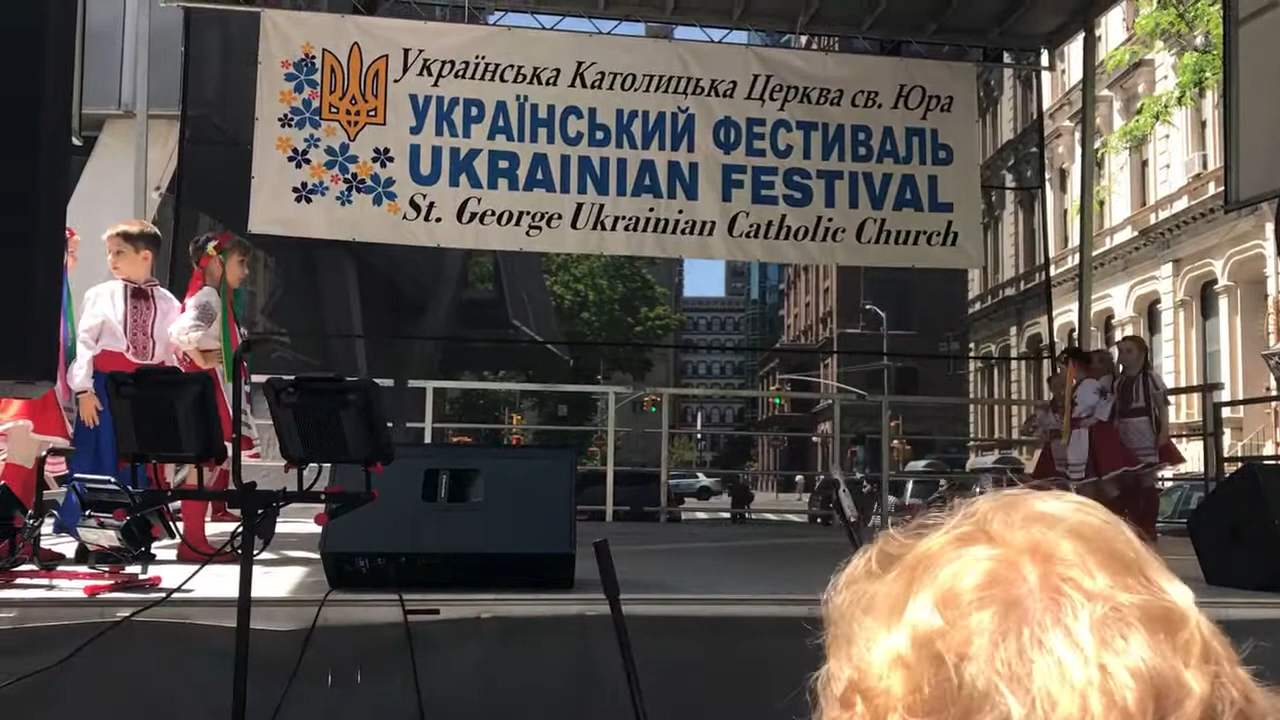 Українська Католицька Церква св. Юра
УКРАЇНСЬКИЙ ФЕСТИВАЛЬ
UKRAINIAN FESTIVAL
St. George Ukrainian Catholic Church